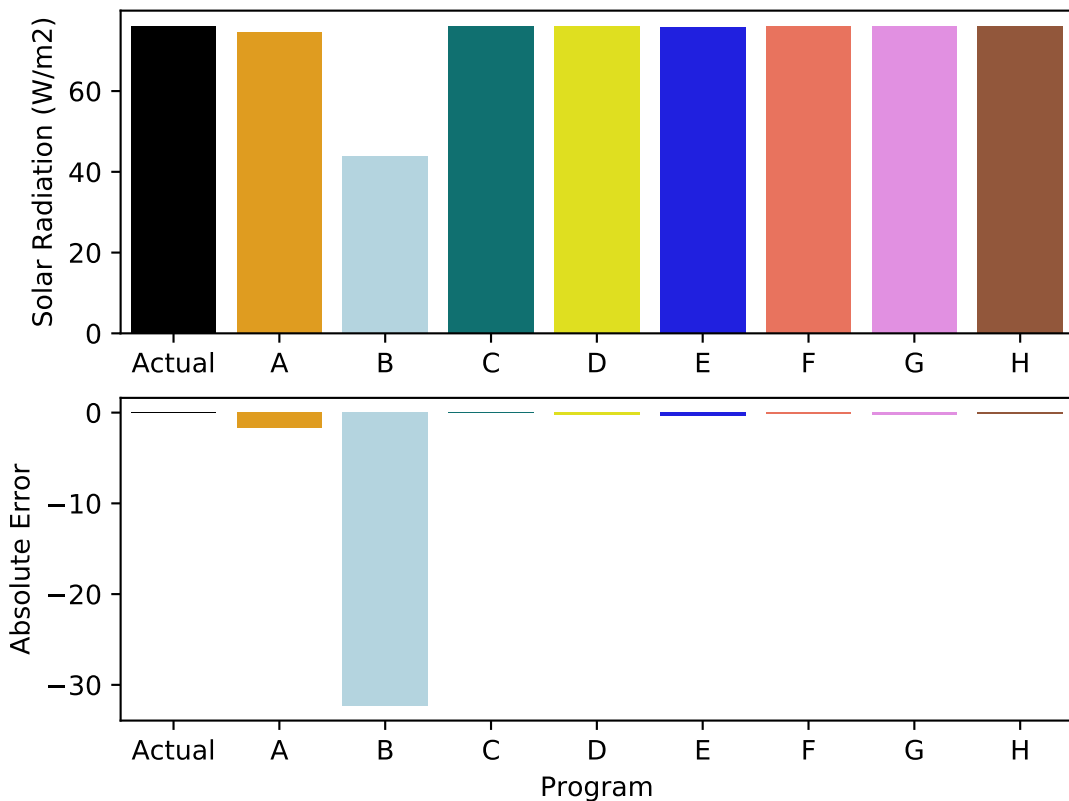 Solar Radiation (W/m2)
60
40
20
0
Actual A B C D E F G H
Absolute Error
0
−10
−20
−30
Actual A B C D E F G H
Program